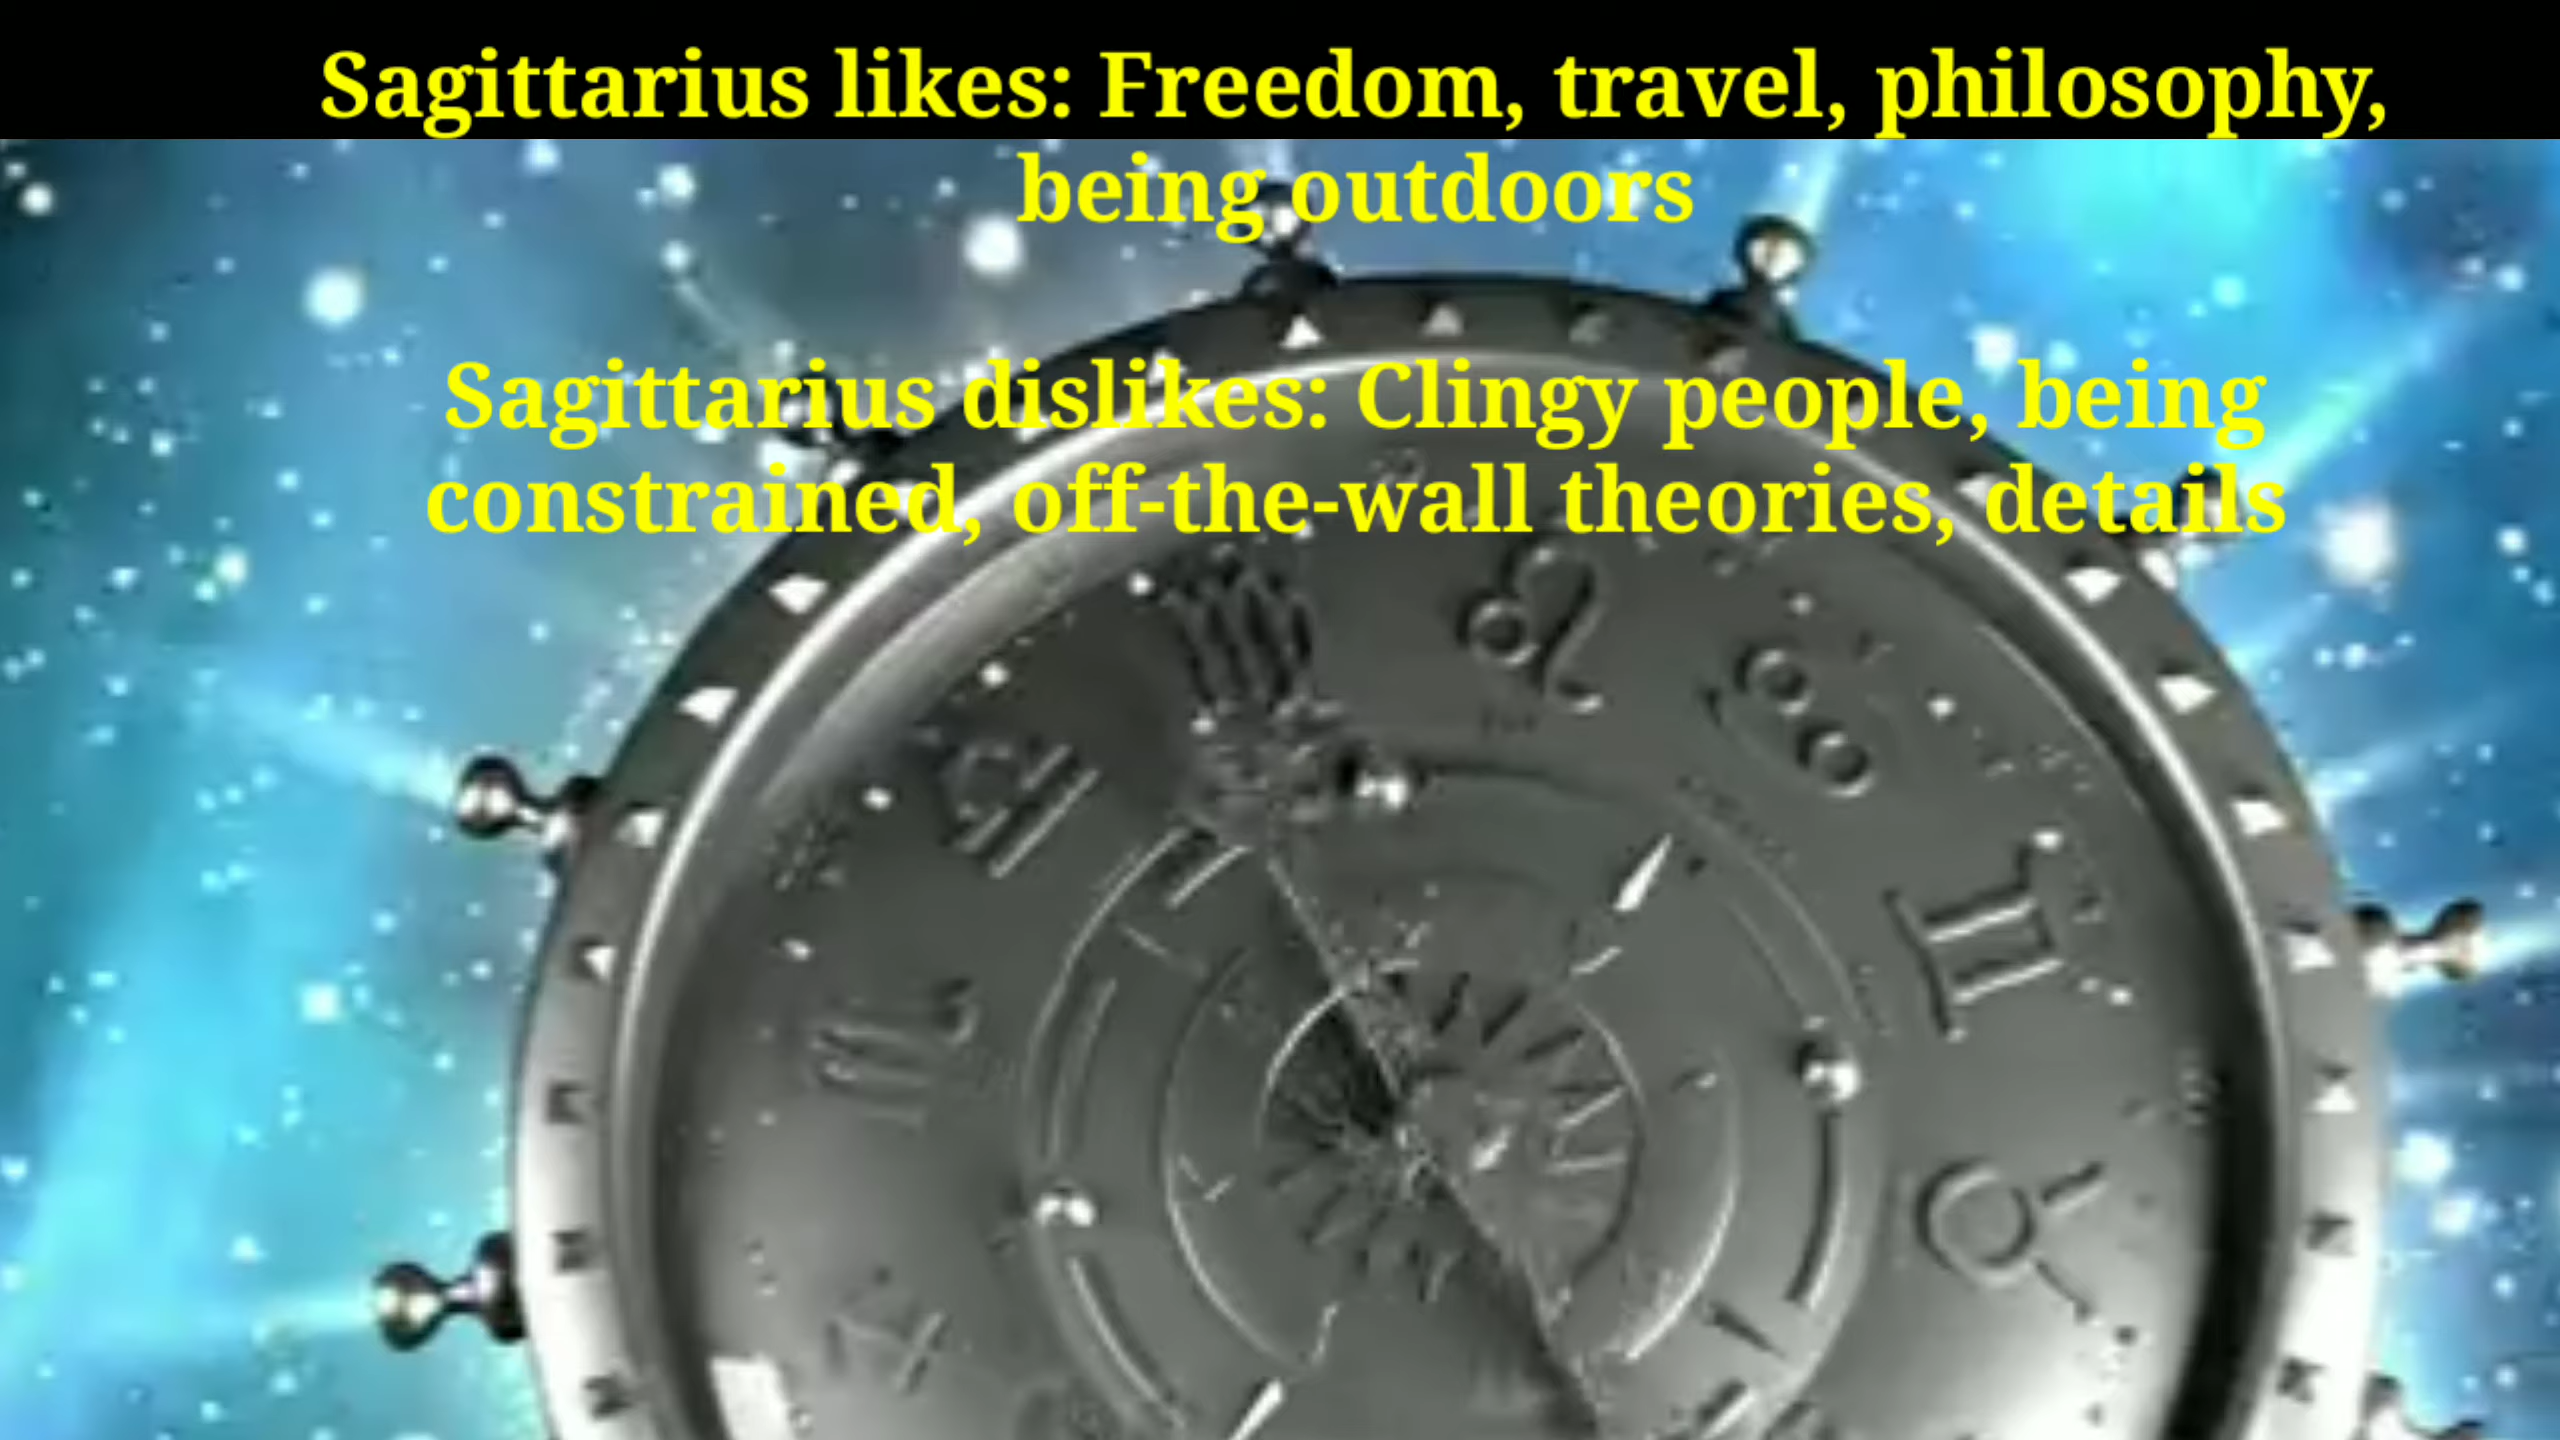 Sagittarius likes: Freedom, travel, philosophy,
being outdoors
Sagittarius dislikes: Clingy people, being
constrained, off-the-wall theories, details